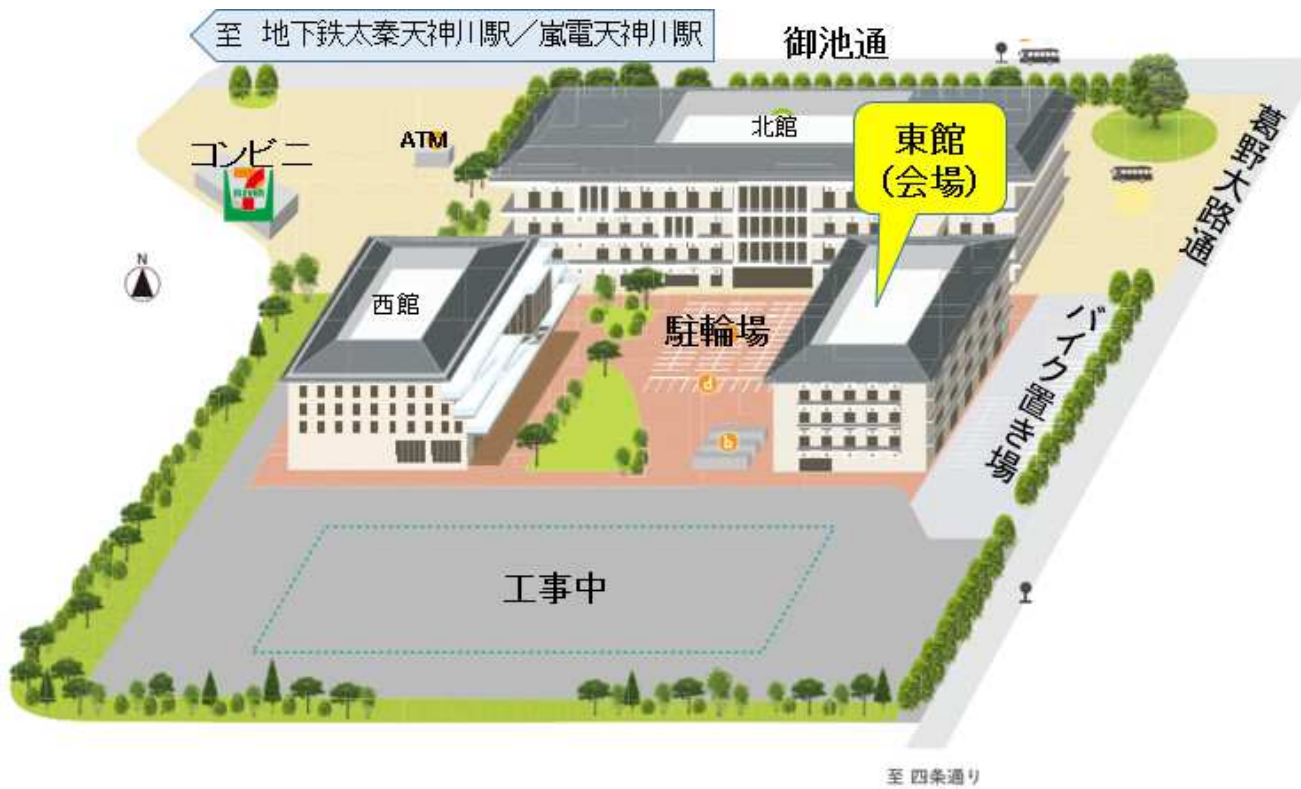 至 地下鉄太秦天神川駅／嵐電天神川駅
御池通
葛野大路通
コンビニ
ATM
北館
東館
(会場)
N
西館
駐輪場
バイク置き場
工事中
至 四条通り